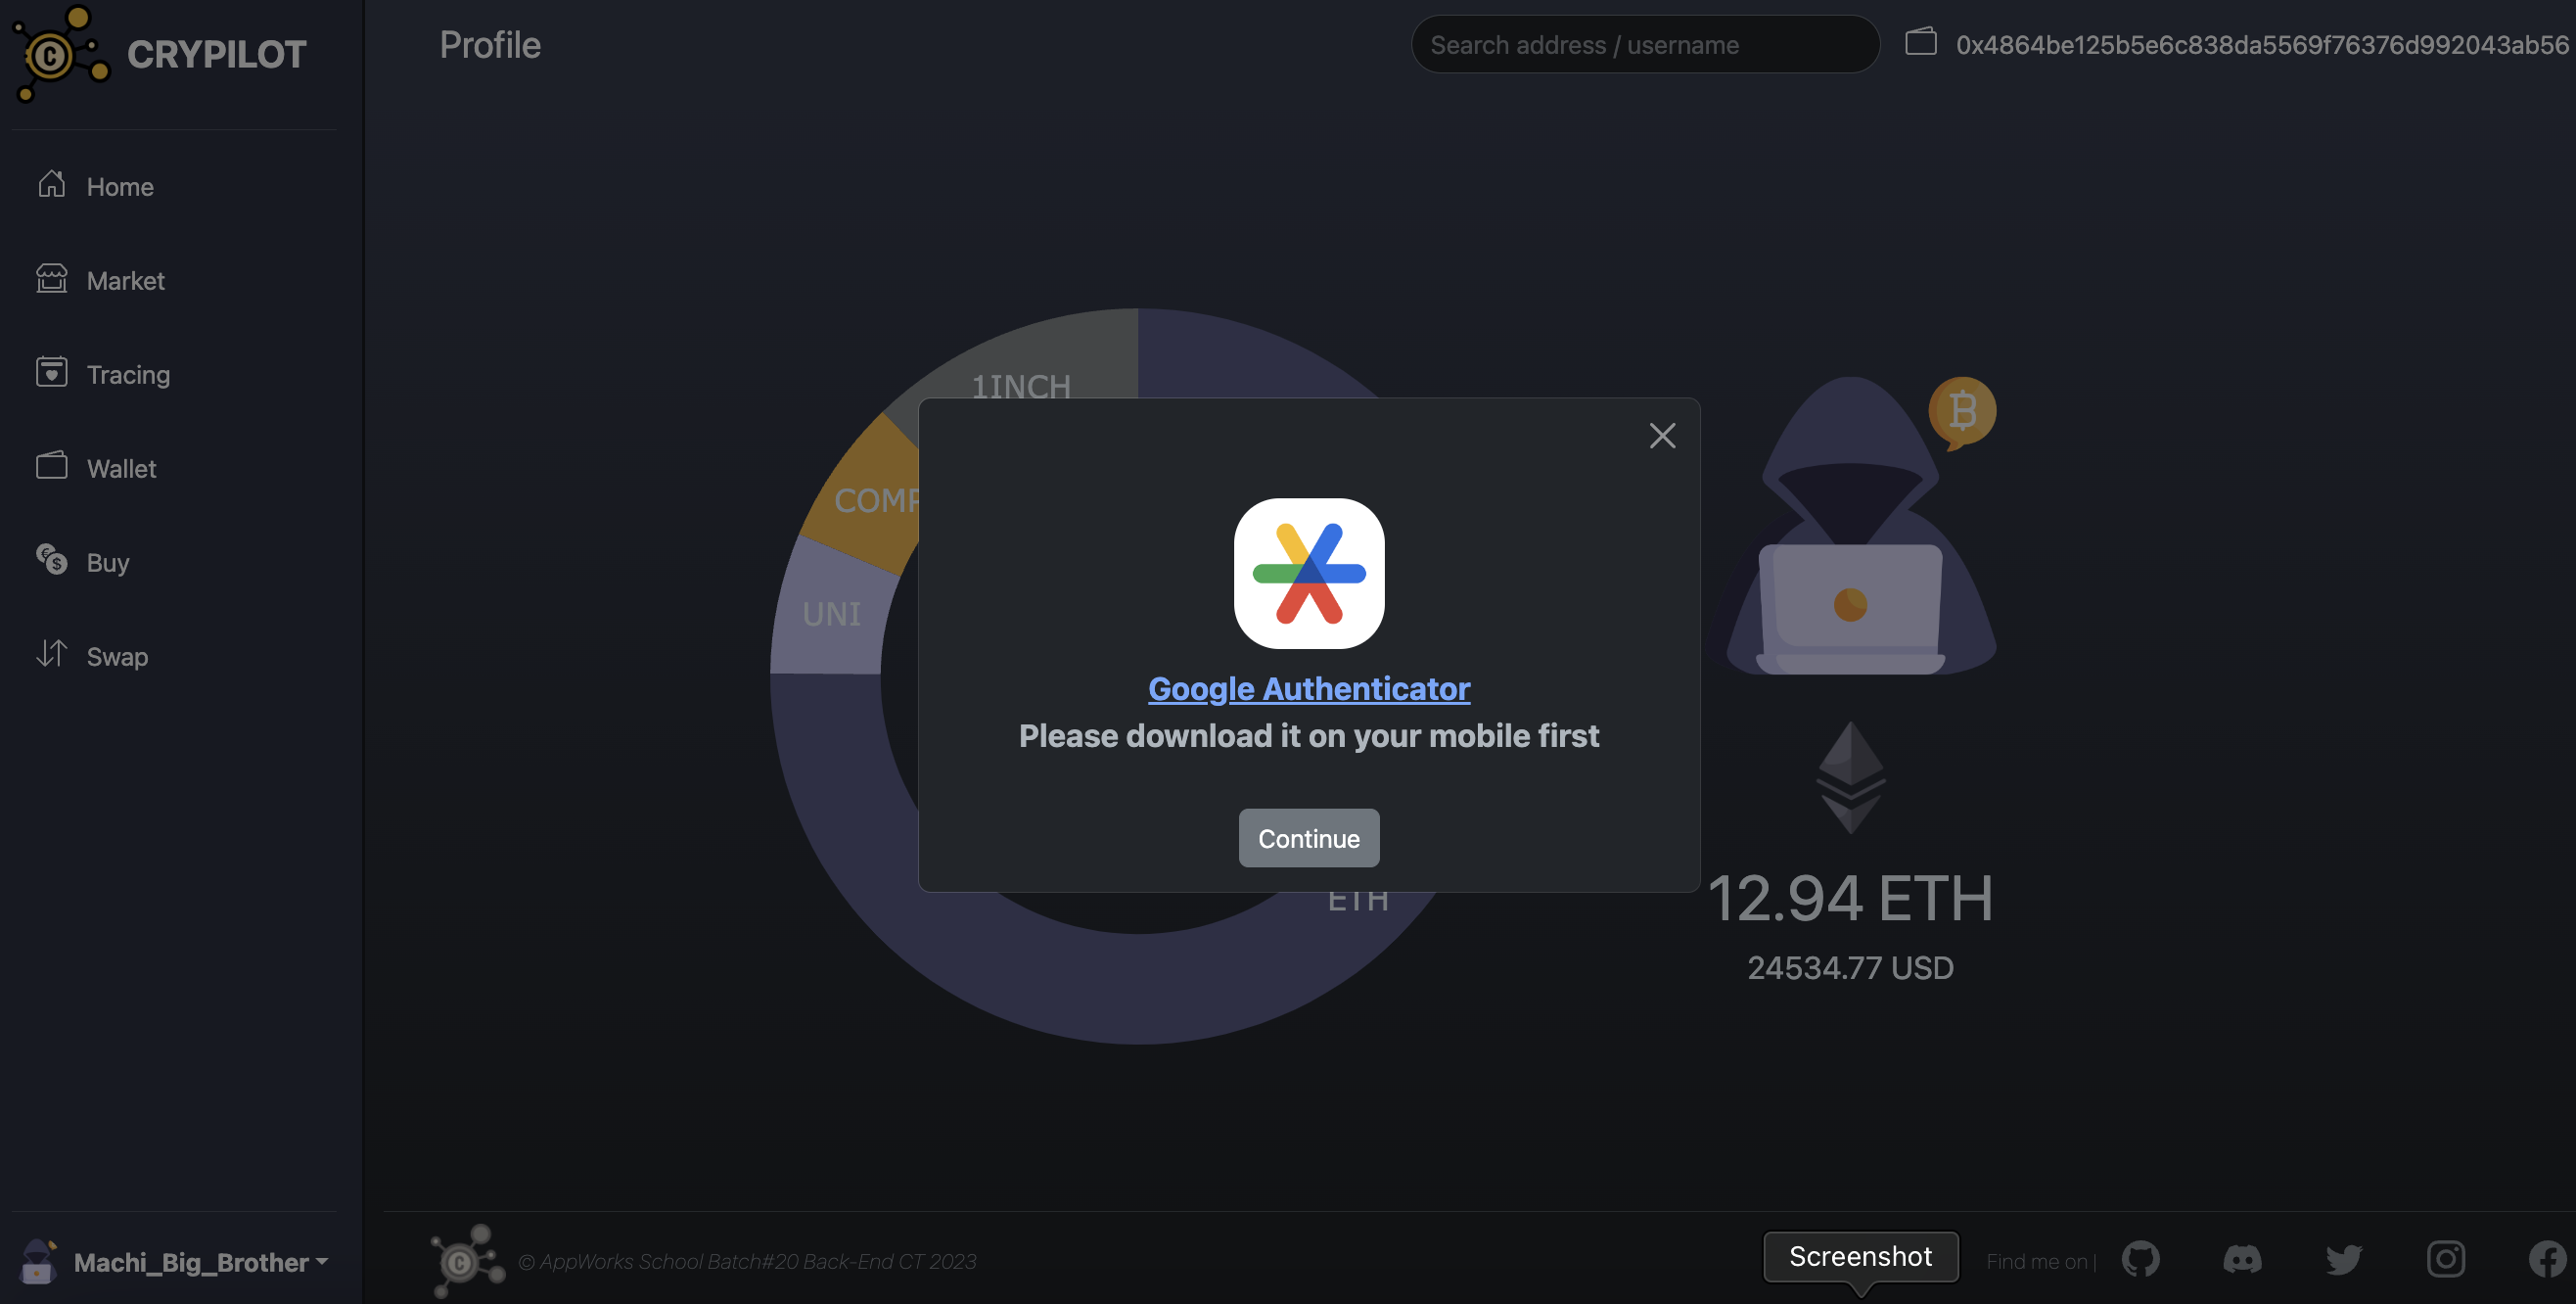 CRYPILOT
Profile
Search address / username
0x4864be125b5e6c838da5569f76376d992043ab56
Home
Market
Tracing
Wallet
Buy
Swap
1INCH
COMP
UNI
ETH
Google Authenticator
Please download it on your mobile first
Continue
12.94 ETH
24534.77 USD
Machi_Big_Brother
© AppWorks School Batch#20 Back-End CT 2023
Screenshot
Find me on |